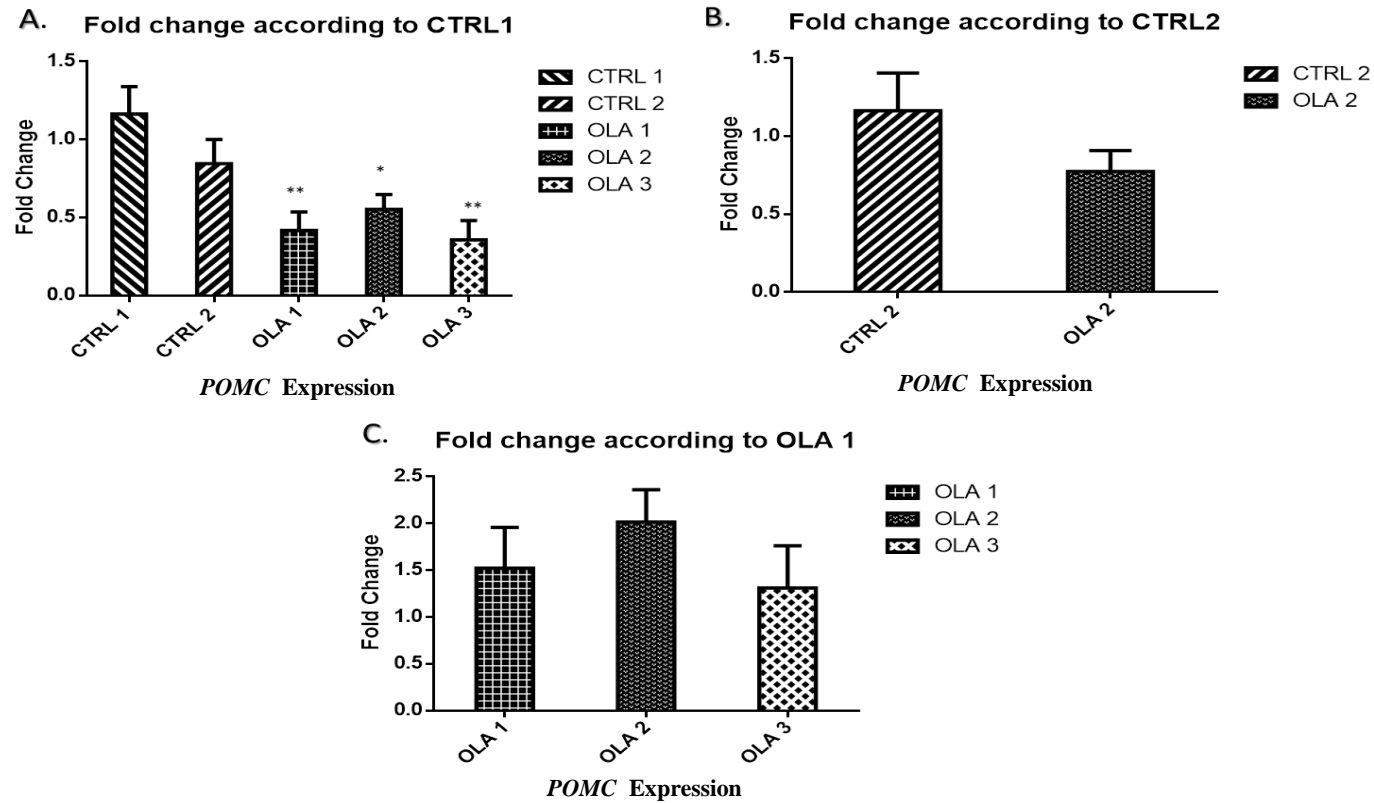 A.
Fold change according to CTRL1
1.5
1.0
0.5
0.0
Fold Change
**
*
**
CTRL 1
CTRL 2
OLA 1
OLA 2
OLA 3
POMC Expression
CTRL 1
CTRL 2
OLA 1
OLA 2
OLA 3
B.
Fold change according to CTRL2
1.5
1.0
0.5
0.0
Fold Change
CTRL 2
OLA 2
POMC Expression
CTRL 2
OLA 2
C.
Fold change according to OLA 1
2.5
2.0
1.5
1.0
0.5
0.0
Fold Change
OLA 1
OLA 2
OLA 3
POMC Expression
OLA 1
OLA 2
OLA 3